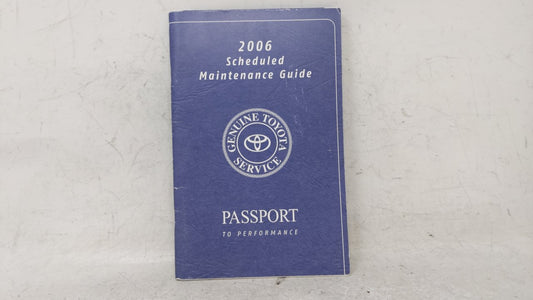 2006
Scheduled
Maintenance Guide
GENUINE TOYOTA
SERVICE
PASSPORT
TO PERFORMANCE